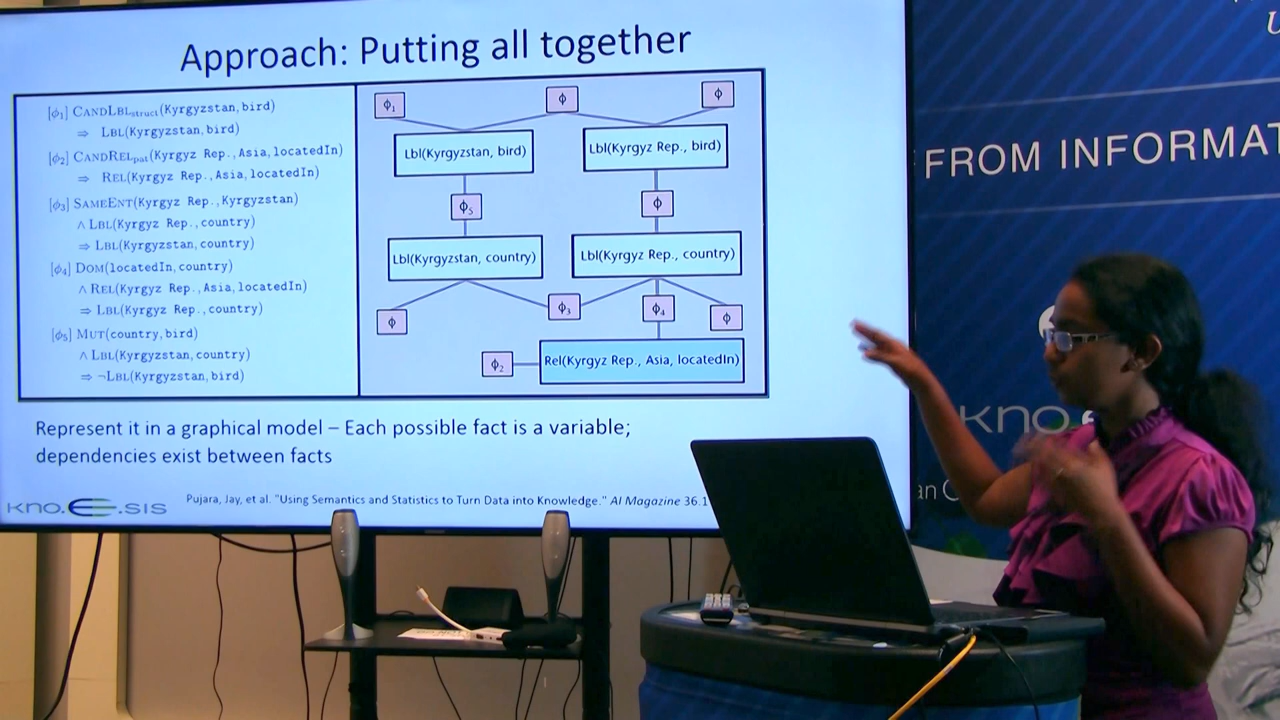 Approach: Putting all together
[ϕ₁] CANDLBLstruct(Kyrgyzstan, bird)
⇒ LBL(Kyrgyzstan, bird)
[ϕ₂] CANDRELpat(Kyrgyz Rep., Asia, locatedIn)
⇒ REL(Kyrgyz Rep., Asia, locatedIn)
[ϕ₃] SAMEENT(Kyrgyz Rep., Kyrgyzstan)
∧ LBL(Kyrgyz Rep., country)
⇒ LBL(Kyrgyzstan, country)
[ϕ₄] DOM(locatedIn, country)
∧ REL(Kyrgyz Rep., Asia, locatedIn)
⇒ LBL(Kyrgyz Rep., country)
[ϕ₅] MUT(country, bird)
∧ LBL(Kyrgyzstan, country)
⇒ ¬LBL(Kyrgyzstan, bird)
ϕ₁ ϕ ϕ
Lbl(Kyrgyzstan, bird) Lbl(Kyrgyz Rep., bird)
ϕ₅ ϕ
Lbl(Kyrgyzstan, country) Lbl(Kyrgyz Rep., country)
ϕ ϕ₃ ϕ₄ ϕ
ϕ₂ Rel(Kyrgyz Rep., Asia, locatedIn)
Represent it in a graphical model – Each possible fact is a variable;
dependencies exist between facts
kno.e.sis
Pujara, Jay, et al. "Using Semantics and Statistics to Turn Data into Knowledge." AI Magazine 36.1
FROM INFORMAT
kno.e
an